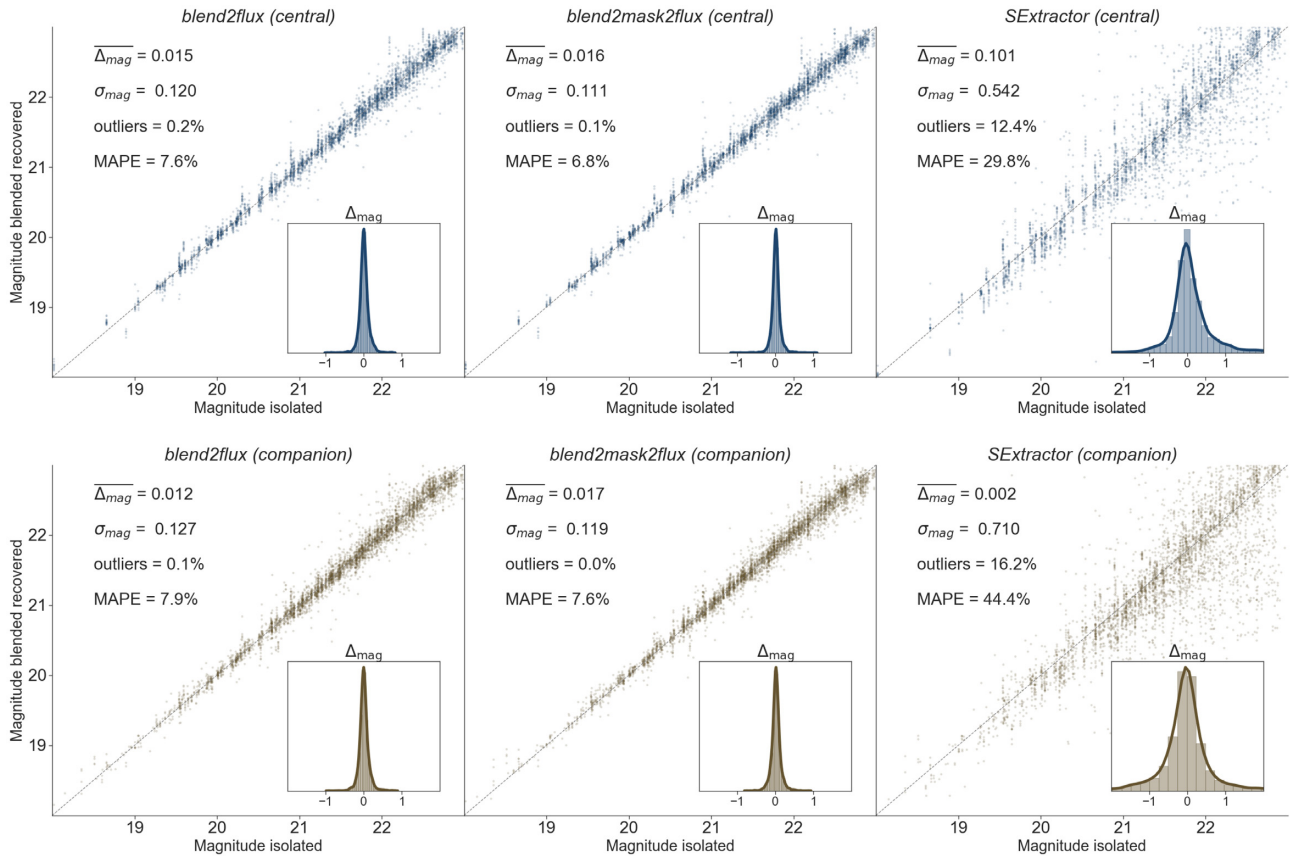 blend2flux (central)
Δ̅m̅a̅g̅ = 0.015
σmag = 0.120
outliers = 0.2%
MAPE = 7.6%
Δmag
−1 0 1
22
21
20
19
Magnitude blended recovered
19 20 21 22
Magnitude isolated
blend2mask2flux (central)
Δ̅m̅a̅g̅ = 0.016
σmag = 0.111
outliers = 0.1%
MAPE = 6.8%
Δmag
−1 0 1
19 20 21 22
Magnitude isolated
SExtractor (central)
Δ̅m̅a̅g̅ = 0.101
σmag = 0.542
outliers = 12.4%
MAPE = 29.8%
Δmag
−1 0 1
19 20 21 22
Magnitude isolated
blend2flux (companion)
Δ̅m̅a̅g̅ = 0.012
σmag = 0.127
outliers = 0.1%
MAPE = 7.9%
Δmag
−1 0 1
22
21
20
19
Magnitude blended recovered
19 20 21 22
Magnitude isolated
blend2mask2flux (companion)
Δ̅m̅a̅g̅ = 0.017
σmag = 0.119
outliers = 0.0%
MAPE = 7.6%
Δmag
−1 0 1
19 20 21 22
Magnitude isolated
SExtractor (companion)
Δ̅m̅a̅g̅ = 0.002
σmag = 0.710
outliers = 16.2%
MAPE = 44.4%
Δmag
−1 0 1
19 20 21 22
Magnitude isolated